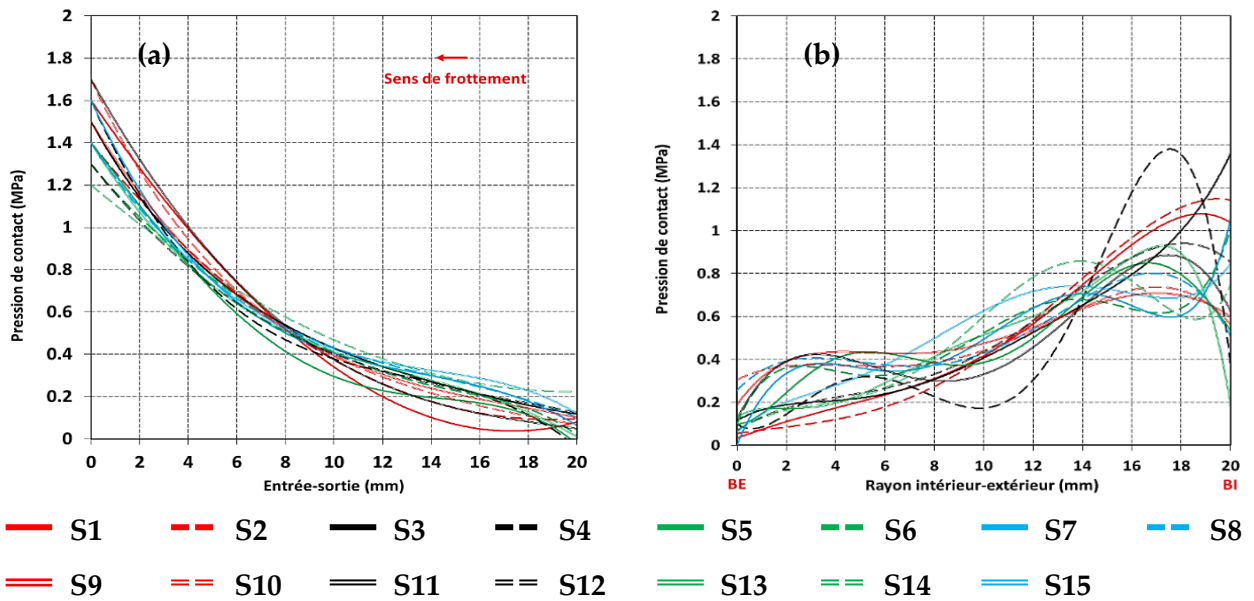 (a)
Sens de frottement
Pression de contact (MPa)
2
1.8
1.6
1.4
1.2
1
0.8
0.6
0.4
0.2
0
0 2 4 6 8 10 12 14 16 18 20
Entrée-sortie (mm)
(b)
Pression de contact (MPa)
2
1.8
1.6
1.4
1.2
1
0.8
0.6
0.4
0.2
0
0 2 4 6 8 10 12 14 16 18 20
BE Rayon intérieur-extérieur (mm) BI
S1 S2 S3 S4 S5 S6 S7 S8
S9 S10 S11 S12 S13 S14 S15